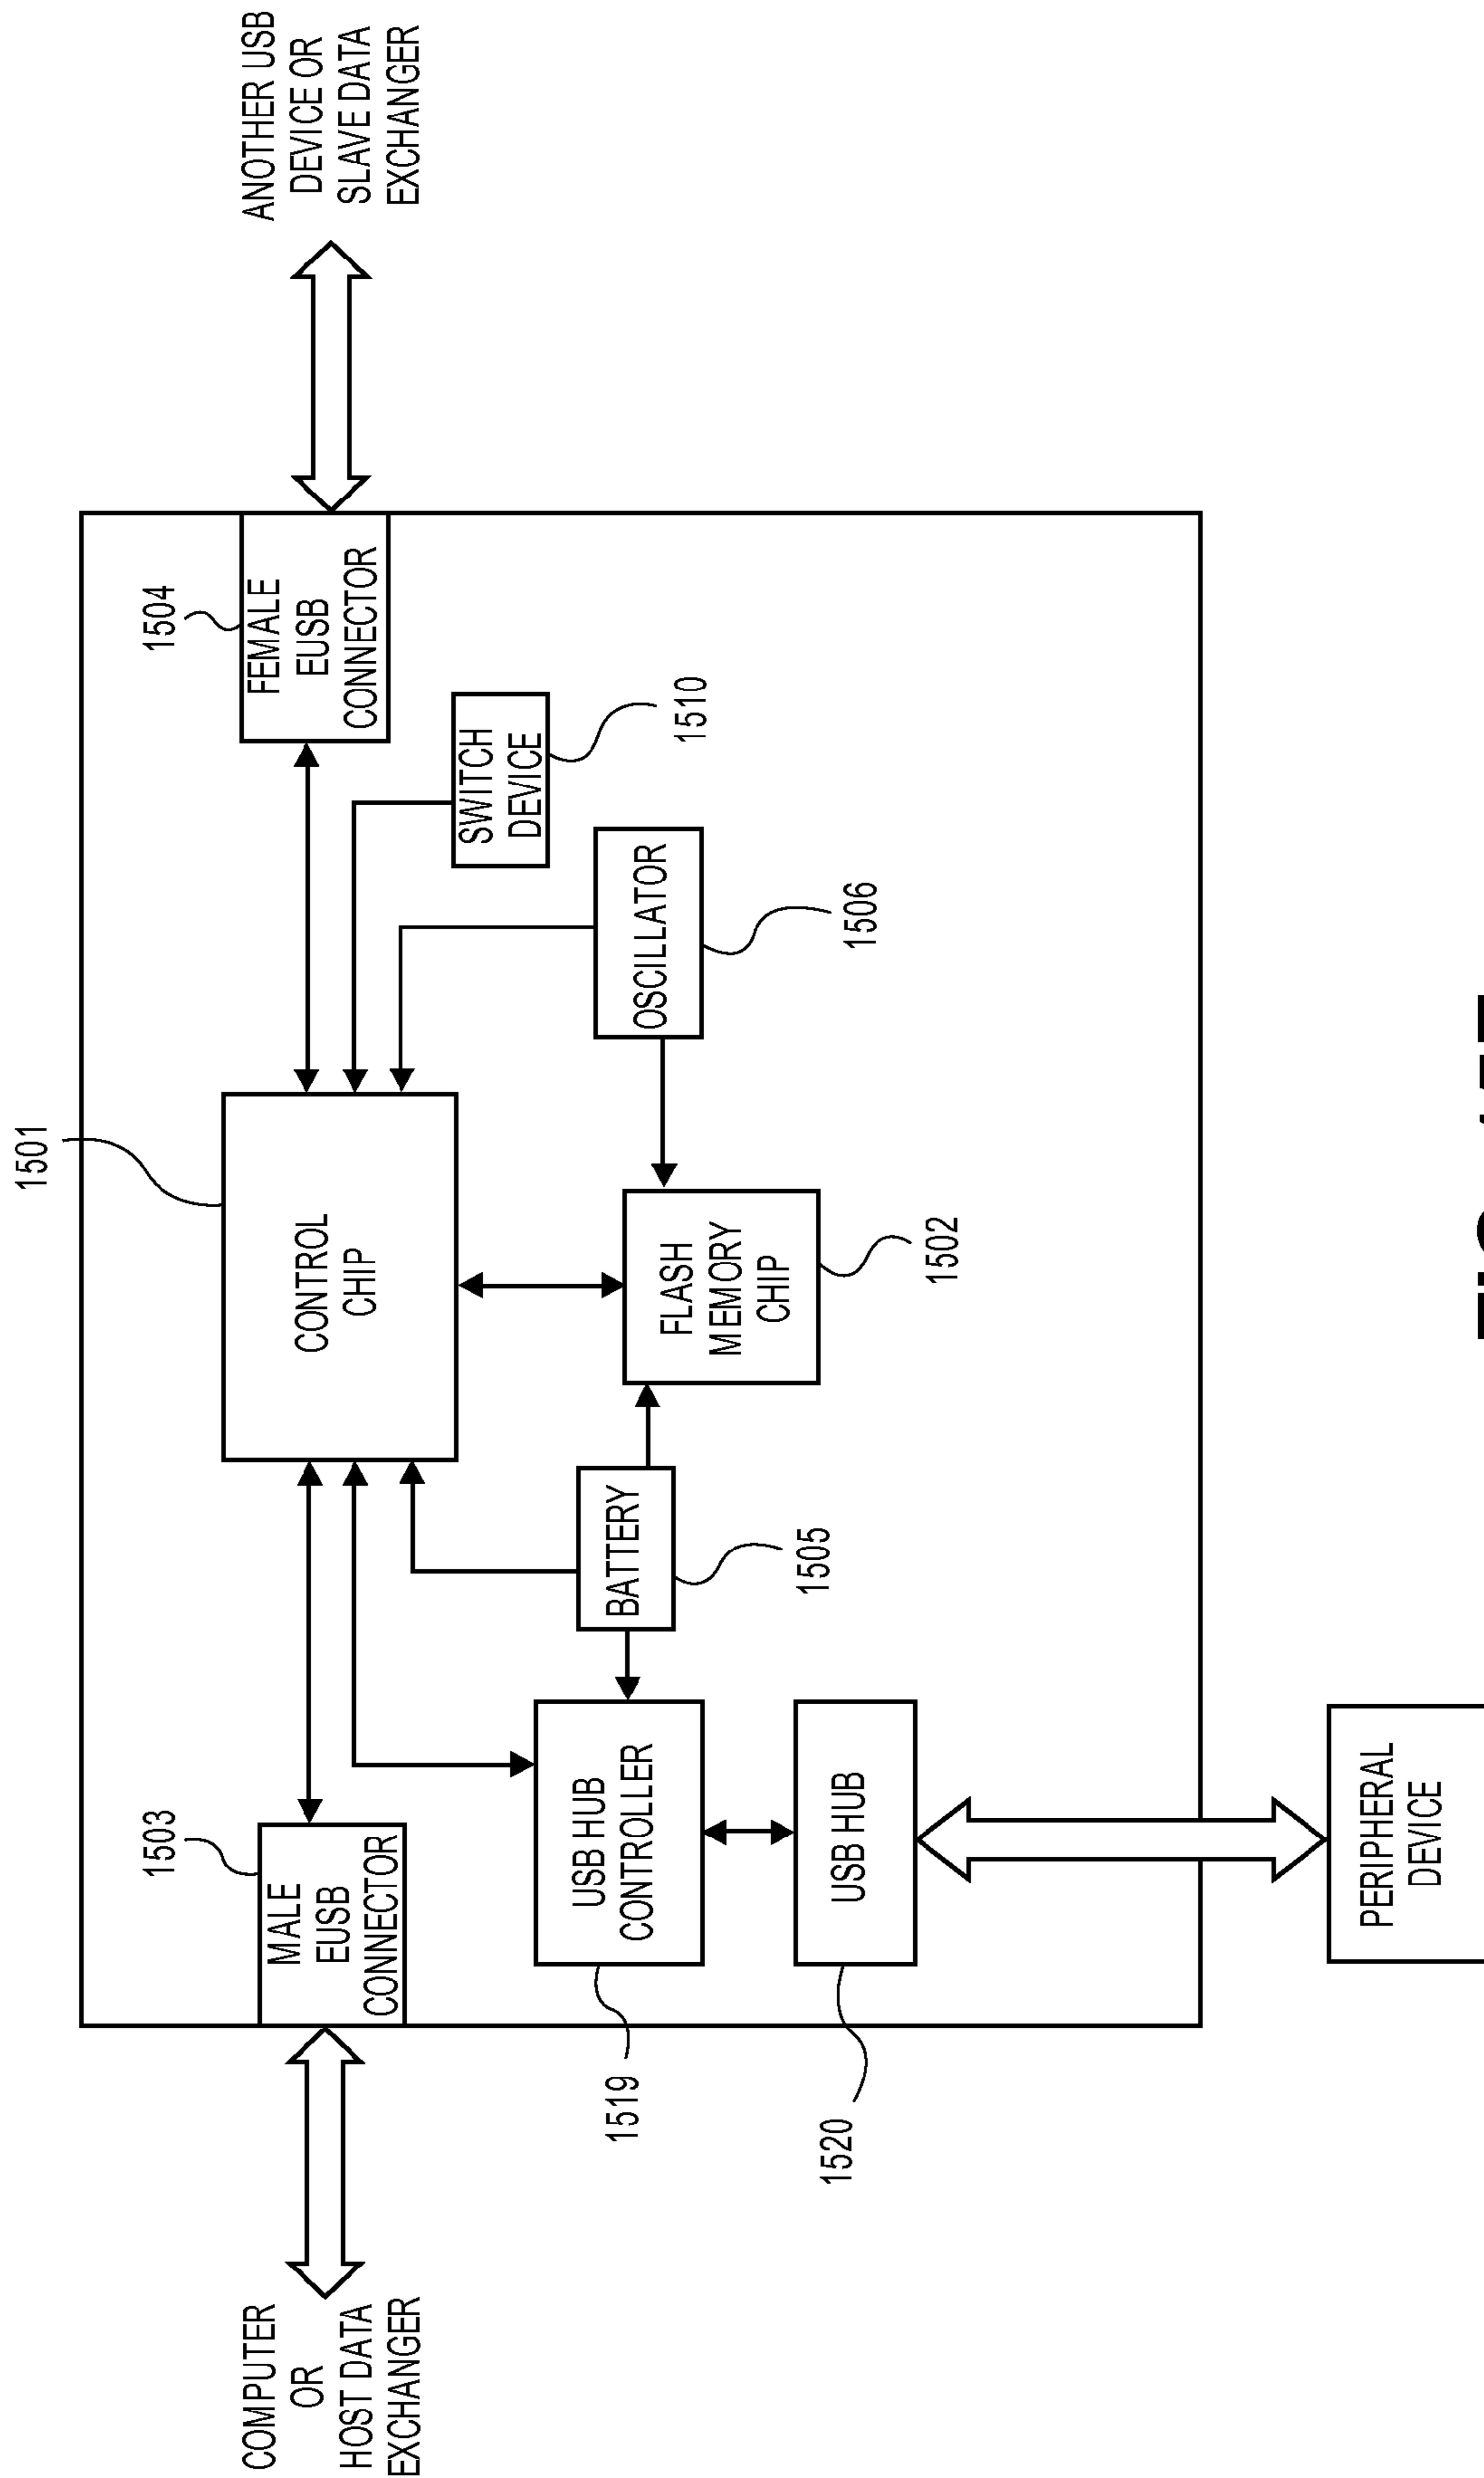 COMPUTER
OR
HOST DATA
EXCHANGER
1503
MALE
EUSB
CONNECTOR
1501
CONTROL
CHIP
1504
FEMALE
EUSB
CONNECTOR
ANOTHER USB
DEVICE OR
SLAVE DATA
EXCHANGER
SWITCH
DEVICE
1510
1519
USB HUB
CONTROLLER
BATTERY
1505
FLASH
MEMORY
CHIP
1502
OSCILLATOR
1506
1520
USB HUB
PERIPHERAL
DEVICE